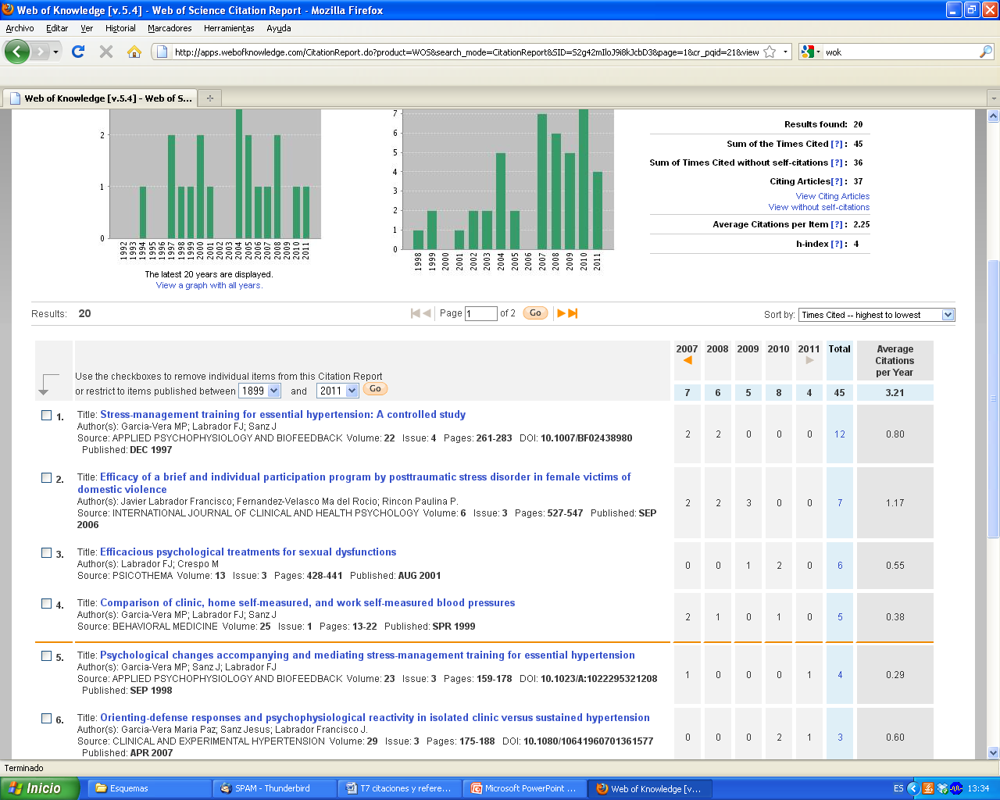 Web of Knowledge [v.5.4] - Web of Science Citation Report - Mozilla Firefox
Archivo Editar Ver Historial Marcadores Herramientas Ayuda
http://apps.webofknowledge.com/CitationReport.do?product=WOS&search_mode=CitationReport&SID=S2g42mIloJ9i8kJcbD3&page=1&cr_pqid=21&view wok
Web of Knowledge [v.5.4] - Web of S...
2
1
0
1992 1993 1994 1995 1996 1997 1998 1999 2000 2001 2002 2003 2004 2005 2006 2007 2008 2009 2010 2011
The latest 20 years are displayed.
View a graph with all years.
7
6
5
4
3
2
1
0
1998 1999 2000 2001 2002 2003 2004 2005 2006 2007 2008 2009 2010 2011
Results found: 20
Sum of the Times Cited [?] : 45
Sum of Times Cited without self-citations [?] : 36
Citing Articles[?] : 37
View Citing Articles
View without self-citations
Average Citations per Item [?] : 2.25
h-index [?] : 4
Results: 20 Page 1 of 2 Go Sort by: Times Cited -- highest to lowest
2007 2008 2009 2010 2011 Total Average Citations per Year
Use the checkboxes to remove individual items from this Citation Report
or restrict to items published between 1899 and 2011 Go
7 6 5 8 4 45 3.21
1. Title: Stress-management training for essential hypertension: A controlled study
Author(s): Garcia-Vera MP; Labrador FJ; Sanz J
Source: APPLIED PSYCHOPHYSIOLOGY AND BIOFEEDBACK Volume: 22 Issue: 4 Pages: 261-283 DOI: 10.1007/BF02438980
Published: DEC 1997
2 2 0 0 0 12 0.80
2. Title: Efficacy of a brief and individual participation program by posttraumatic stress disorder in female victims of
domestic violence
Author(s): Javier Labrador Francisco; Fernandez-Velasco Ma del Rocio; Rincon Paulina P.
Source: INTERNATIONAL JOURNAL OF CLINICAL AND HEALTH PSYCHOLOGY Volume: 6 Issue: 3 Pages: 527-547 Published: SEP
2006
2 2 3 0 0 7 1.17
3. Title: Efficacious psychological treatments for sexual dysfunctions
Author(s): Labrador FJ; Crespo M
Source: PSICOTHEMA Volume: 13 Issue: 3 Pages: 428-441 Published: AUG 2001
0 0 1 2 0 6 0.55
4. Title: Comparison of clinic, home self-measured, and work self-measured blood pressures
Author(s): Garcia-Vera MP; Labrador FJ; Sanz J
Source: BEHAVIORAL MEDICINE Volume: 25 Issue: 1 Pages: 13-22 Published: SPR 1999
2 1 0 1 0 5 0.38
5. Title: Psychological changes accompanying and mediating stress-management training for essential hypertension
Author(s): Garcia-Vera MP; Sanz J; Labrador FJ
Source: APPLIED PSYCHOPHYSIOLOGY AND BIOFEEDBACK Volume: 23 Issue: 3 Pages: 159-178 DOI: 10.1023/A:1022295321208
Published: SEP 1998
1 0 0 0 1 4 0.29
6. Title: Orienting-defense responses and psychophysiological reactivity in isolated clinic versus sustained hypertension
Author(s): Garcia-Vera Maria Paz; Sanz Jesus; Labrador Francisco J.
Source: CLINICAL AND EXPERIMENTAL HYPERTENSION Volume: 29 Issue: 3 Pages: 175-188 DOI: 10.1080/10641960701361577
Published: APR 2007
0 0 0 2 1 3 0.60
Terminado
Inicio Esquemas SPAM - Thunderbird T7 citaciones y refere... Microsoft PowerPoint ... Web of Knowledge [v... ES 13:34